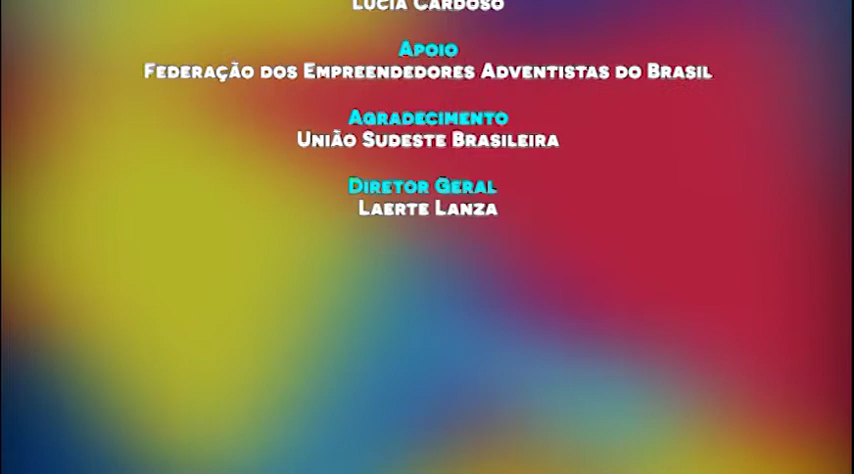 Lucia Cardoso
Apoio
Federação dos Empreendedores Adventistas do Brasil
Agradecimento
União Sudeste Brasileira
Diretor Geral
Laerte Lanza